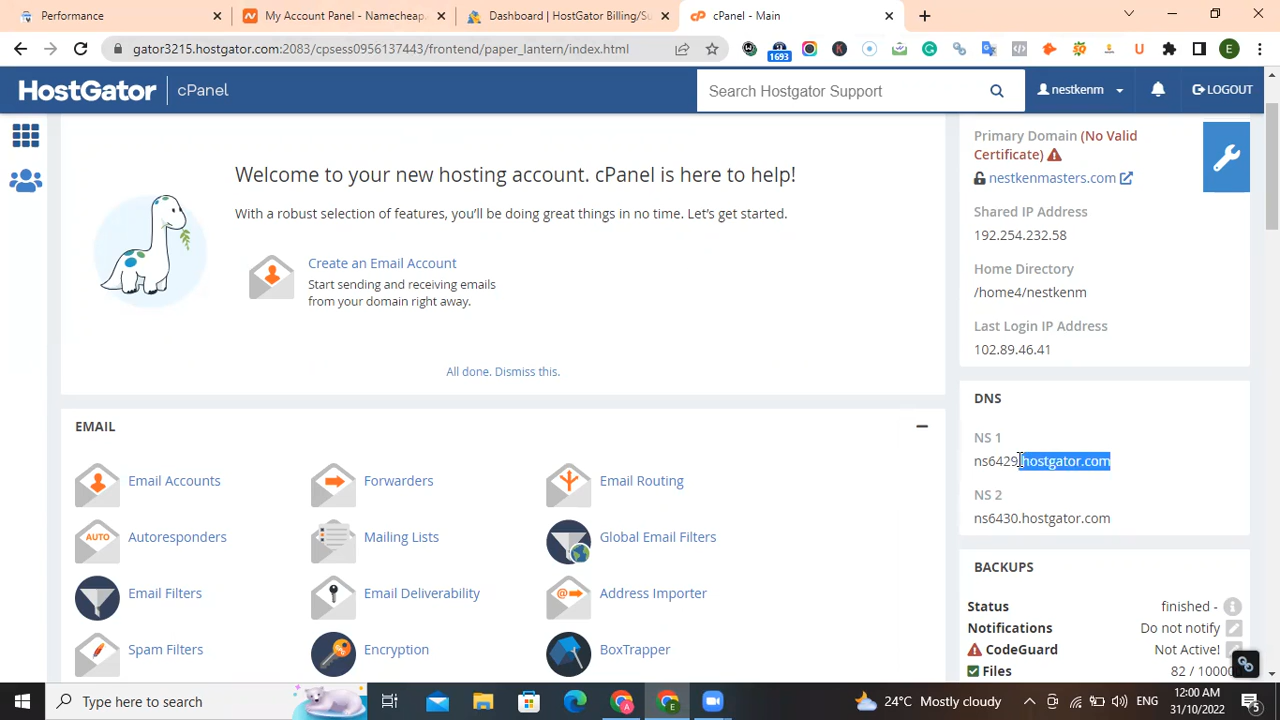 Performance
My Account Panel - Namecheap.
Dashboard | HostGator Billing/Su
cPanel - Main
gator3215.hostgator.com:2083/cpsess0956137443/frontend/paper_lantern/index.html
1693
U
E
HostGator
cPanel
Search Hostgator Support
nestkenm
LOGOUT
Welcome to your new hosting account. cPanel is here to help!
With a robust selection of features, you'll be doing great things in no time. Let's get started.
Create an Email Account
Start sending and receiving emails
from your domain right away.
All done. Dismiss this.
EMAIL
Email Accounts
Forwarders
Email Routing
AUTO
Autoresponders
Mailing Lists
Global Email Filters
Email Filters
Email Deliverability
Address Importer
Spam Filters
Encryption
BoxTrapper
Primary Domain (No Valid
Certificate)
nestkenmasters.com
Shared IP Address
192.254.232.58
Home Directory
/home4/nestkenm
Last Login IP Address
102.89.46.41
DNS
NS 1
ns6429.hostgator.com
NS 2
ns6430.hostgator.com
BACKUPS
Status finished -
Notifications Do not notify
CodeGuard Not Active!
Files 82 / 10000
Type here to search
24°C Mostly cloudy
ENG
12:00 AM
31/10/2022
5